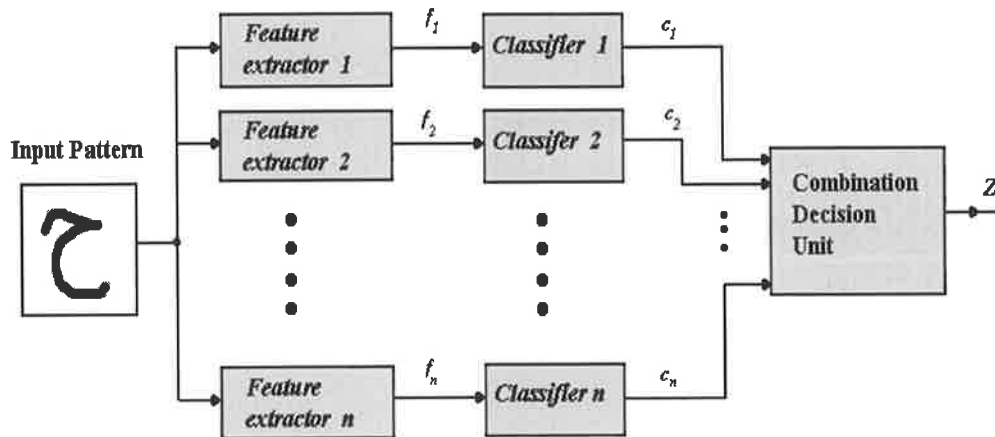 Feature
extractor 1
f₁
Classifier 1
c₁
Feature
extractor 2
f₂
Classifer 2
c₂
Input Pattern
ح
Combination
Decision
Unit
Z
Feature
extractor n
fₙ
Classifier n
cₙ